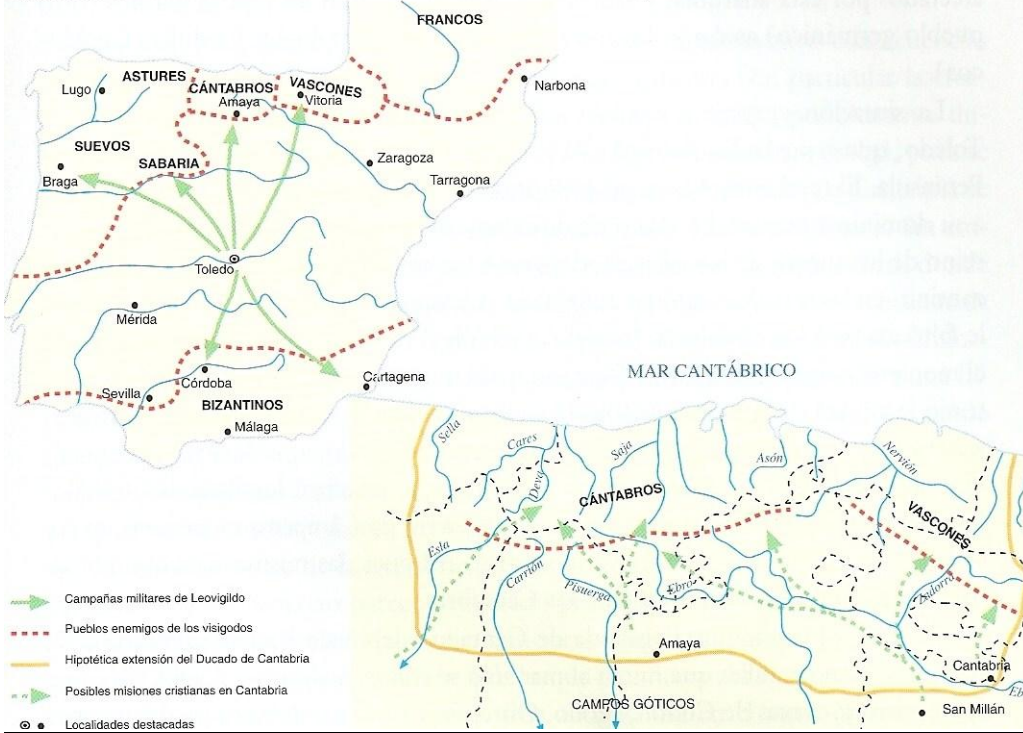 FRANCOS
ASTURES
Lugo
CÁNTABROS
Amaya
VASCONES
Vitoria
Narbona
SUEVOS
Braga
SABARIA
Zaragoza
Tarragona
Toledo
Mérida
Sevilla
Córdoba
Cartagena
BIZANTINOS
Málaga
MAR CANTÁBRICO
Sella
Cares
Deva
Saja
Asón
Nervión
CÁNTABROS
VASCONES
Esla
Carrión
Pisuerga
Ebro
Zadorra
Amaya
Cantabria
CAMPOS GÓTICOS
San Millán
Campañas militares de Leovigildo
Pueblos enemigos de los visigodos
Hipotética extensión del Ducado de Cantabria
Posibles misiones cristianas en Cantabria
Localidades destacadas